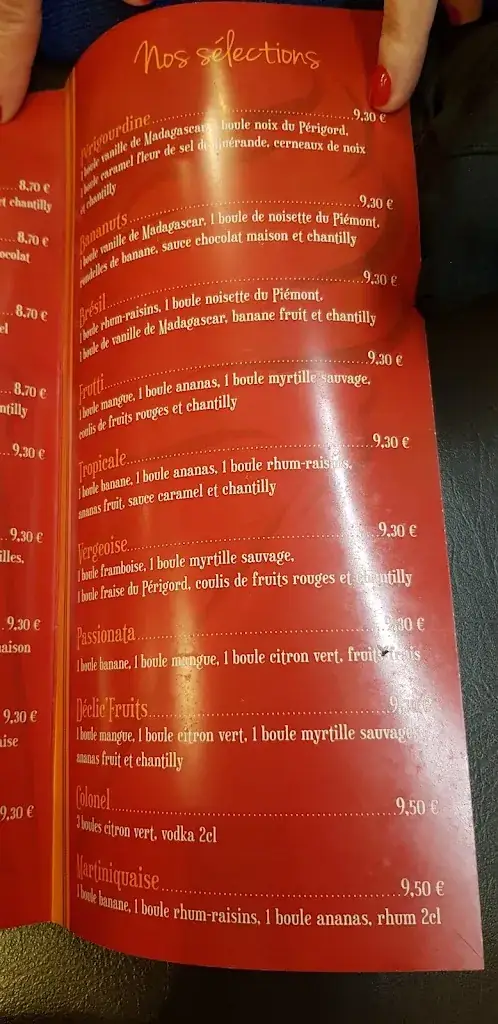 8.70 €
rt chantilly
8.70 €
ocolat
8.70 €
el
8.70 €
ntilly
9,30 €
9,30 €
illes,
9,30 €
aison
9,30 €
ise
9,30 €
Nos sélections
Périgourdine 9,30 €
1 boule vanille de Madagascar, 1 boule noix du Périgord,
1 boule caramel fleur de sel de Guérande, cerneaux de noix
et chantilly
Bananuts 9,30 €
1 boule vanille de Madagascar, 1 boule de noisette du Piémont,
rondelles de banane, sauce chocolat maison et chantilly
Brésil 9,30 €
1 boule rhum-raisins, 1 boule noisette du Piémont,
1 boule de vanille de Madagascar, banane fruit et chantilly
Frutti 9,30 €
1 boule mangue, 1 boule ananas, 1 boule myrtille sauvage,
coulis de fruits rouges et chantilly
Tropicale 9,30 €
1 boule banane, 1 boule ananas, 1 boule rhum-raisins,
ananas fruit, sauce caramel et chantilly
Vergeoise 9,30 €
1 boule framboise, 1 boule myrtille sauvage,
1 boule fraise du Périgord, coulis de fruits rouges et chantilly
Passionata 9,30 €
1 boule banane, 1 boule mangue, 1 boule citron vert, fruits frais
Déclic'Fruits
1 boule mangue, 1 boule citron vert, 1 boule myrtille sauvage,
ananas fruit et chantilly
Colonel 9,50 €
3 boules citron vert, vodka 2cl
Martiniquaise 9,50 €
1 boule banane, 1 boule rhum-raisins, 1 boule ananas, rhum 2cl